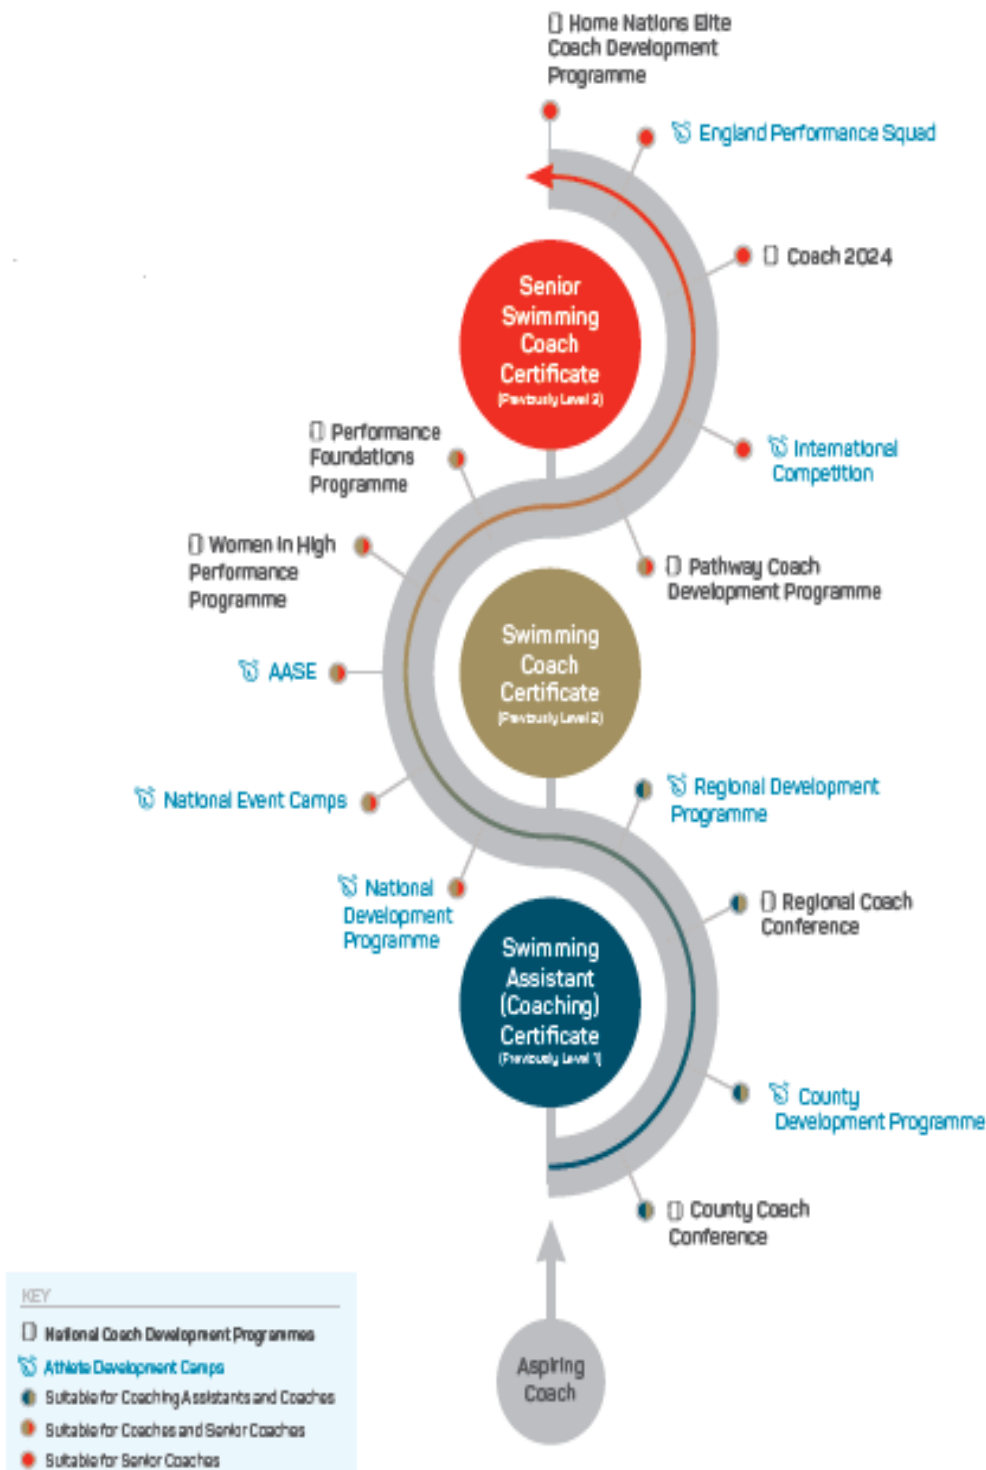 Home Nations Elite
Coach Development
Programme
England Performance Squad
Coach 2024
Senior
Swimming
Coach
Certificate
(Previously Level 3)
International
Competition
Performance
Foundations
Programme
Women in High
Performance
Programme
Pathway Coach
Development Programme
Swimming
Coach
Certificate
(Previously Level 2)
AASE
National Event Camps
Regional Development
Programme
National
Development
Programme
Regional Coach
Conference
Swimming
Assistant
(Coaching)
Certificate
(Previously Level 1)
County
Development Programme
County Coach
Conference
Aspiring
Coach
KEY
National Coach Development Programmes
Athlete Development Camps
Suitable for Coaching Assistants and Coaches
Suitable for Coaches and Senior Coaches
Suitable for Senior Coaches